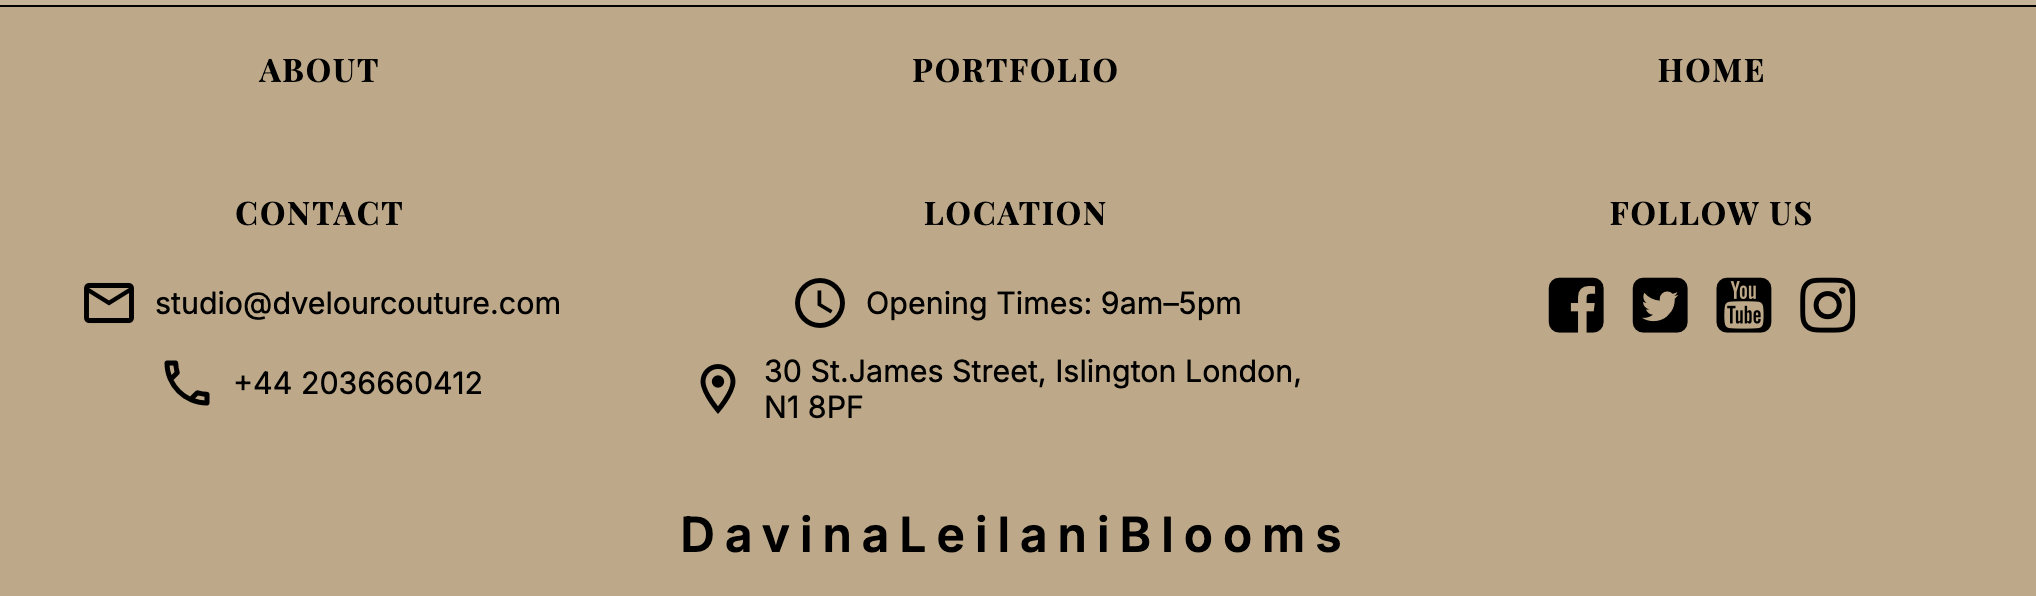 ABOUT
PORTFOLIO
HOME
CONTACT
LOCATION
FOLLOW US
studio@dvelourcouture.com
Opening Times: 9am–5pm
You
Tube
+44 2036660412
30 St.James Street, Islington London,
N1 8PF
DavinaLeilaniBlooms